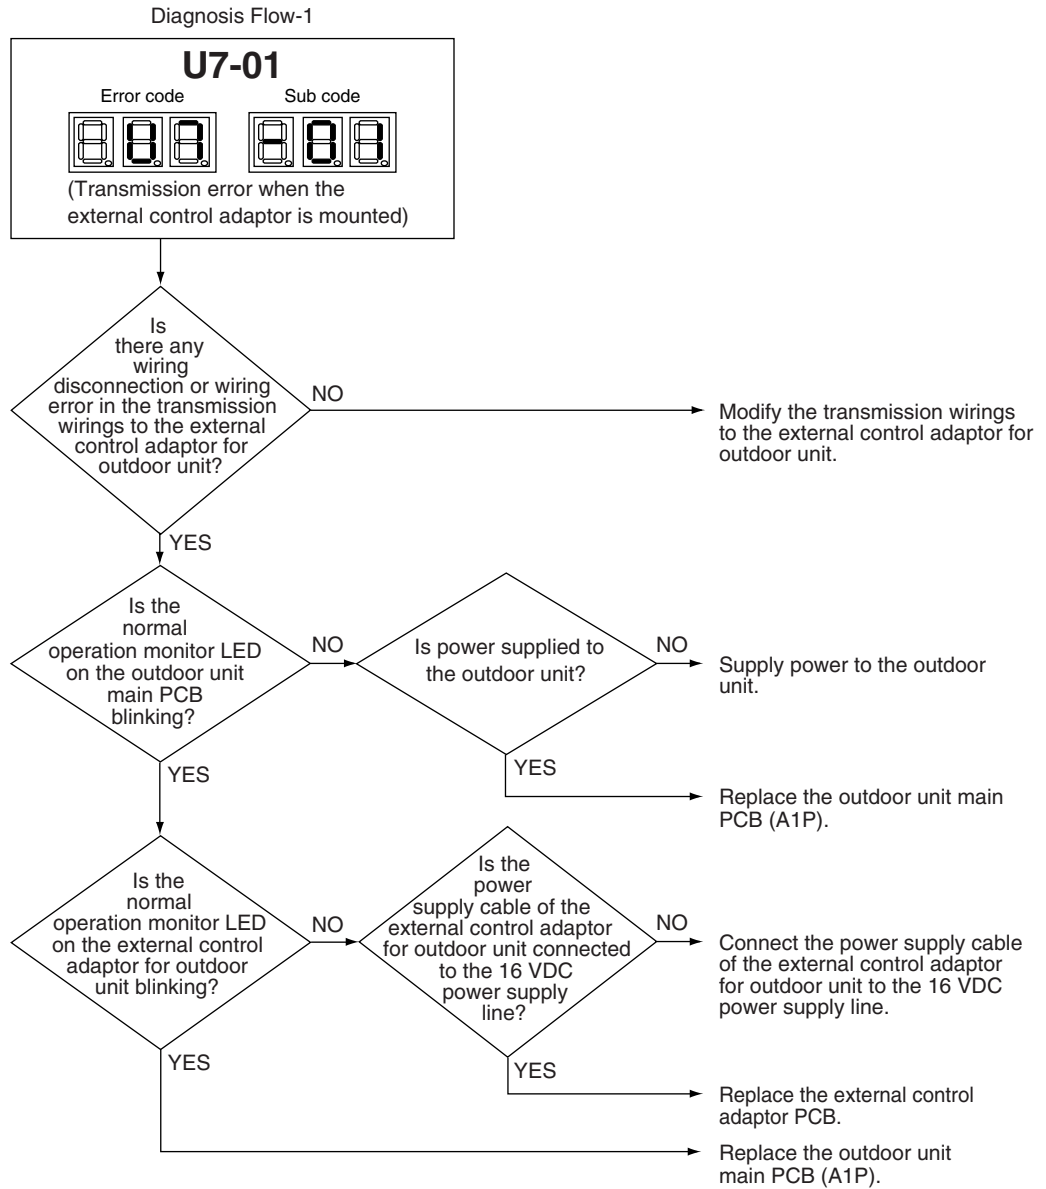 Diagnosis Flow-1
U7-01
Error code
Sub code
U7
-01
(Transmission error when the
external control adaptor is mounted)
Is
there any
wiring
disconnection or wiring
error in the transmission
wirings to the external
control adaptor for
outdoor unit?
NO
Modify the transmission wirings
to the external control adaptor for
outdoor unit.
YES
Is the
normal
operation monitor LED
on the outdoor unit
main PCB
blinking?
NO
Is power supplied to
the outdoor unit?
NO
Supply power to the outdoor
unit.
YES
YES
Replace the outdoor unit main
PCB (A1P).
Is the
normal
operation monitor LED
on the external control
adaptor for outdoor
unit blinking?
NO
Is the
power
supply cable of the
external control adaptor
for outdoor unit connected
to the 16 VDC
power supply
line?
NO
Connect the power supply cable
of the external control adaptor
for outdoor unit to the 16 VDC
power supply line.
YES
YES
Replace the external control
adaptor PCB.
Replace the outdoor unit
main PCB (A1P).